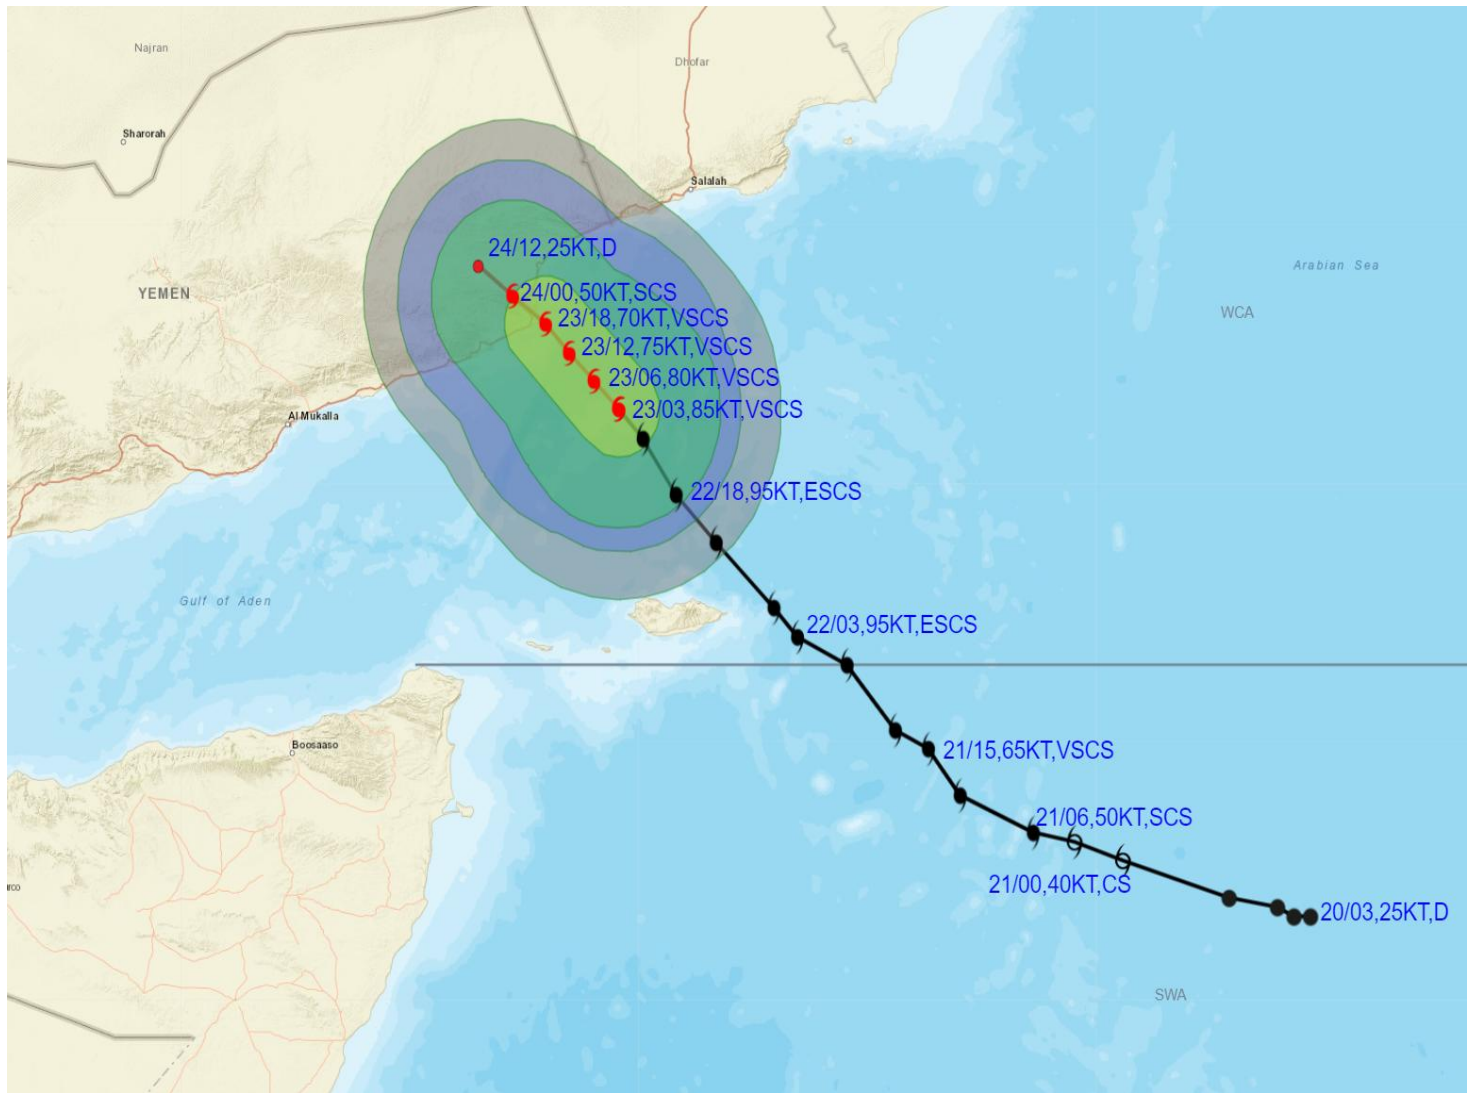 Najran
Dhofar
Sharorah
Salalah
24/12,25KT,D
Arabian Sea
24/00,50KT,SCS
YEMEN
23/18,70KT,VSCS
WCA
23/12,75KT,VSCS
23/06,80KT,VSCS
23/03,85KT,VSCS
Al Mukalla
22/18,95KT,ESCS
Gulf of Aden
22/03,95KT,ESCS
Boosaaso
21/15,65KT,VSCS
21/06,50KT,SCS
21/00,40KT,CS
20/03,25KT,D
SWA